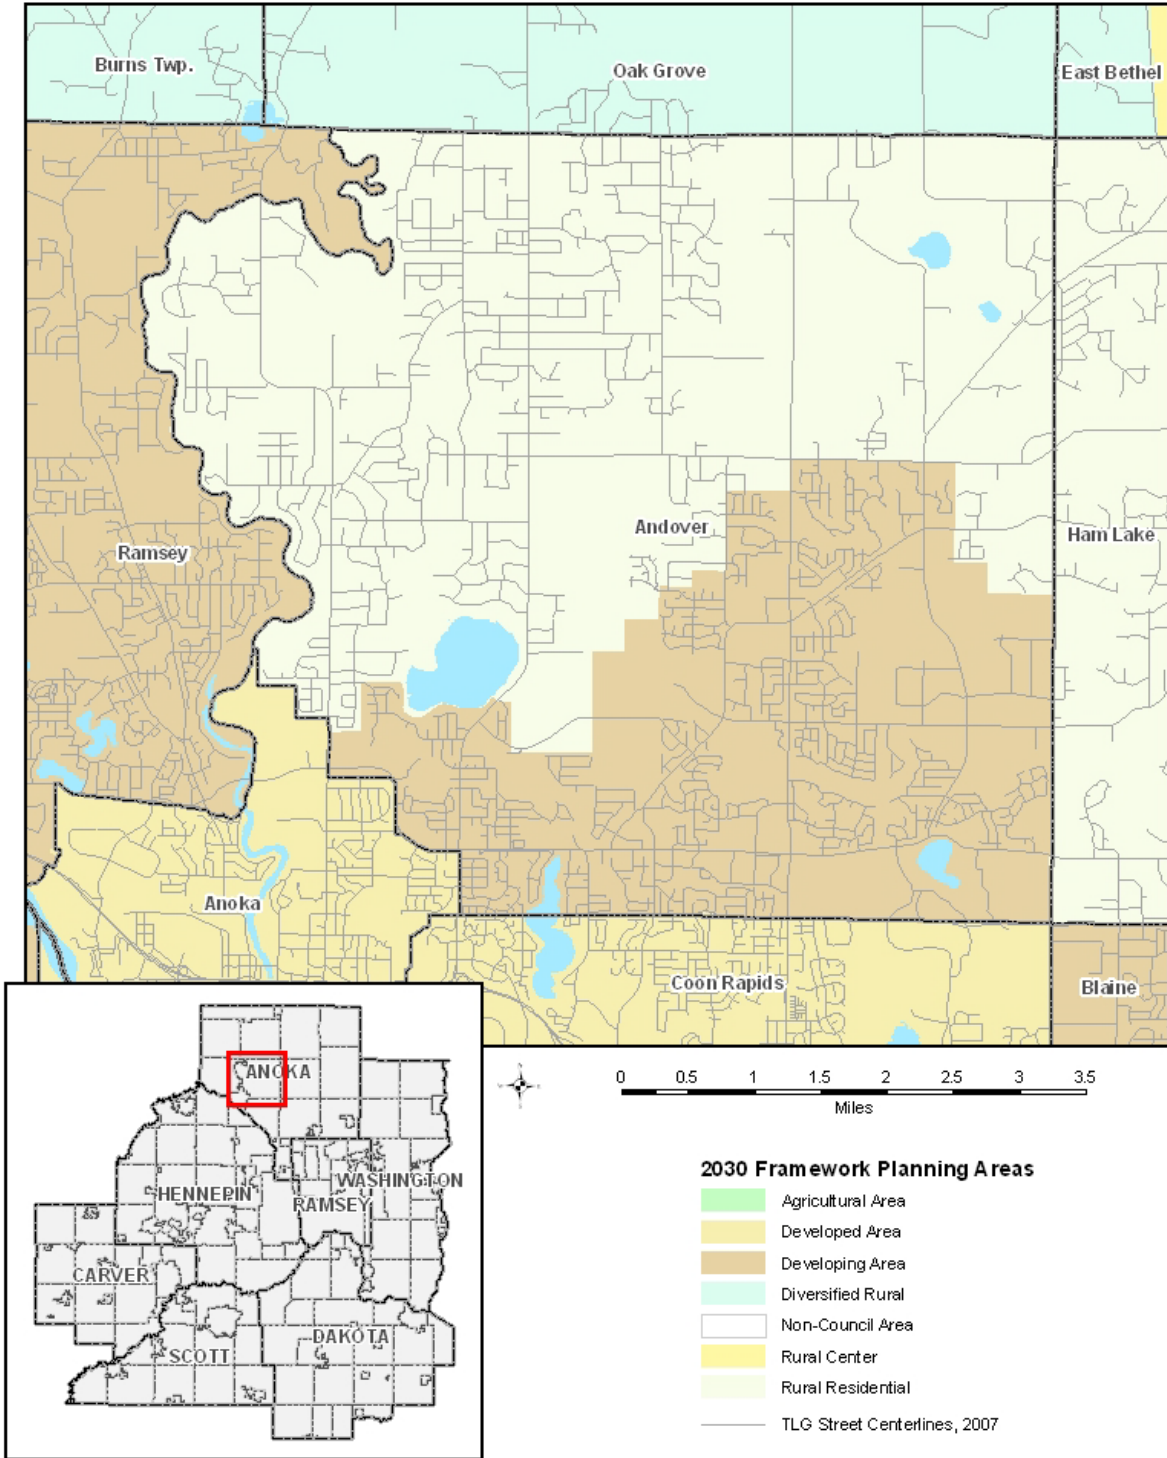 Burns Twp.
Oak Grove
East Bethel
Andover
Ramsey
Ham Lake
Anoka
Coon Rapids
Blaine
ANOKA
WASHINGTON
HENNEPIN
RAMSEY
CARVER
DAKOTA
SCOTT
0 0.5 1 1.5 2 2.5 3 3.5
Miles
2030 Framework Planning Areas
Agricultural Area
Developed Area
Developing Area
Diversified Rural
Non-Council Area
Rural Center
Rural Residential
TLG Street Centerlines, 2007